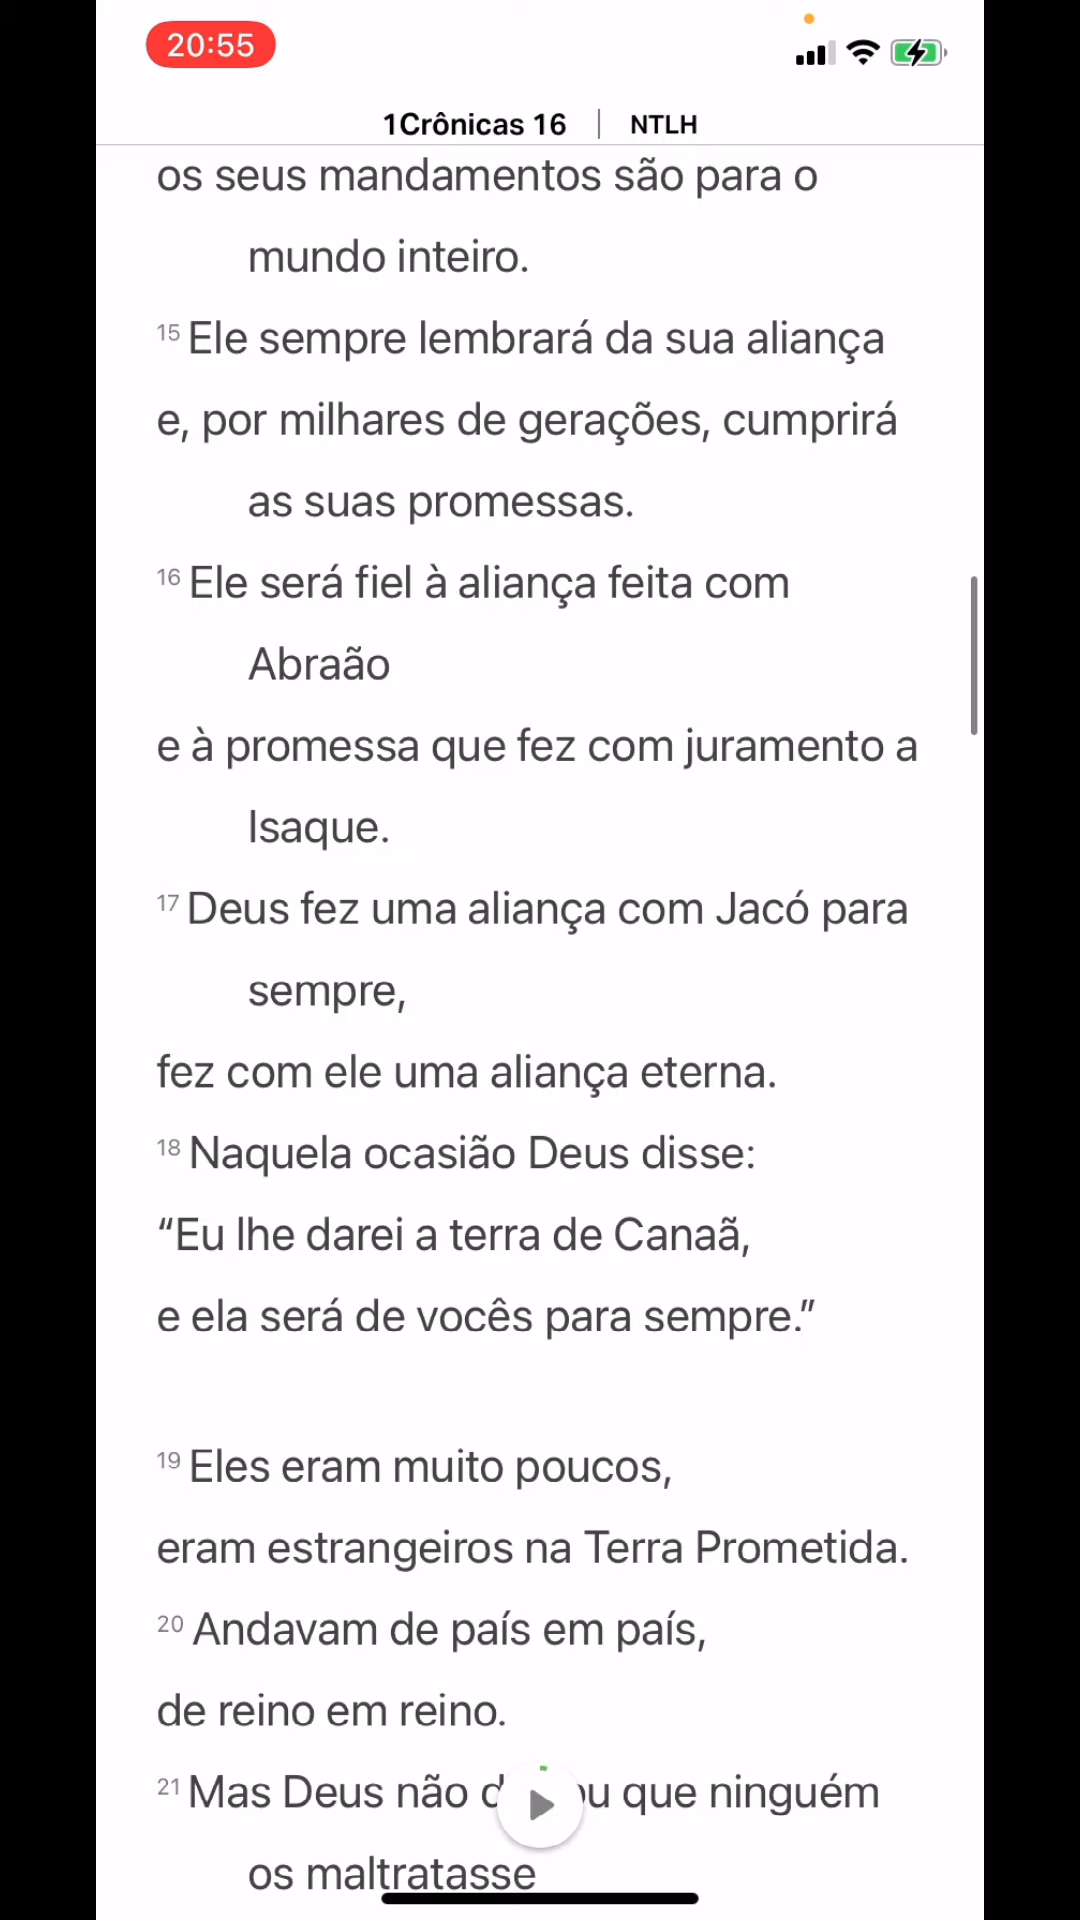 20:55
1Crônicas 16 | NTLH
os seus mandamentos são para o
mundo inteiro.
15 Ele sempre lembrará da sua aliança
e, por milhares de gerações, cumprirá
as suas promessas.
16 Ele será fiel à aliança feita com
Abraão
e à promessa que fez com juramento a
Isaque.
17 Deus fez uma aliança com Jacó para
sempre,
fez com ele uma aliança eterna.
18 Naquela ocasião Deus disse:
“Eu lhe darei a terra de Canaã,
e ela será de vocês para sempre.”
19 Eles eram muito poucos,
eram estrangeiros na Terra Prometida.
20 Andavam de país em país,
de reino em reino.
21 Mas Deus não que ninguém
os maltratasse